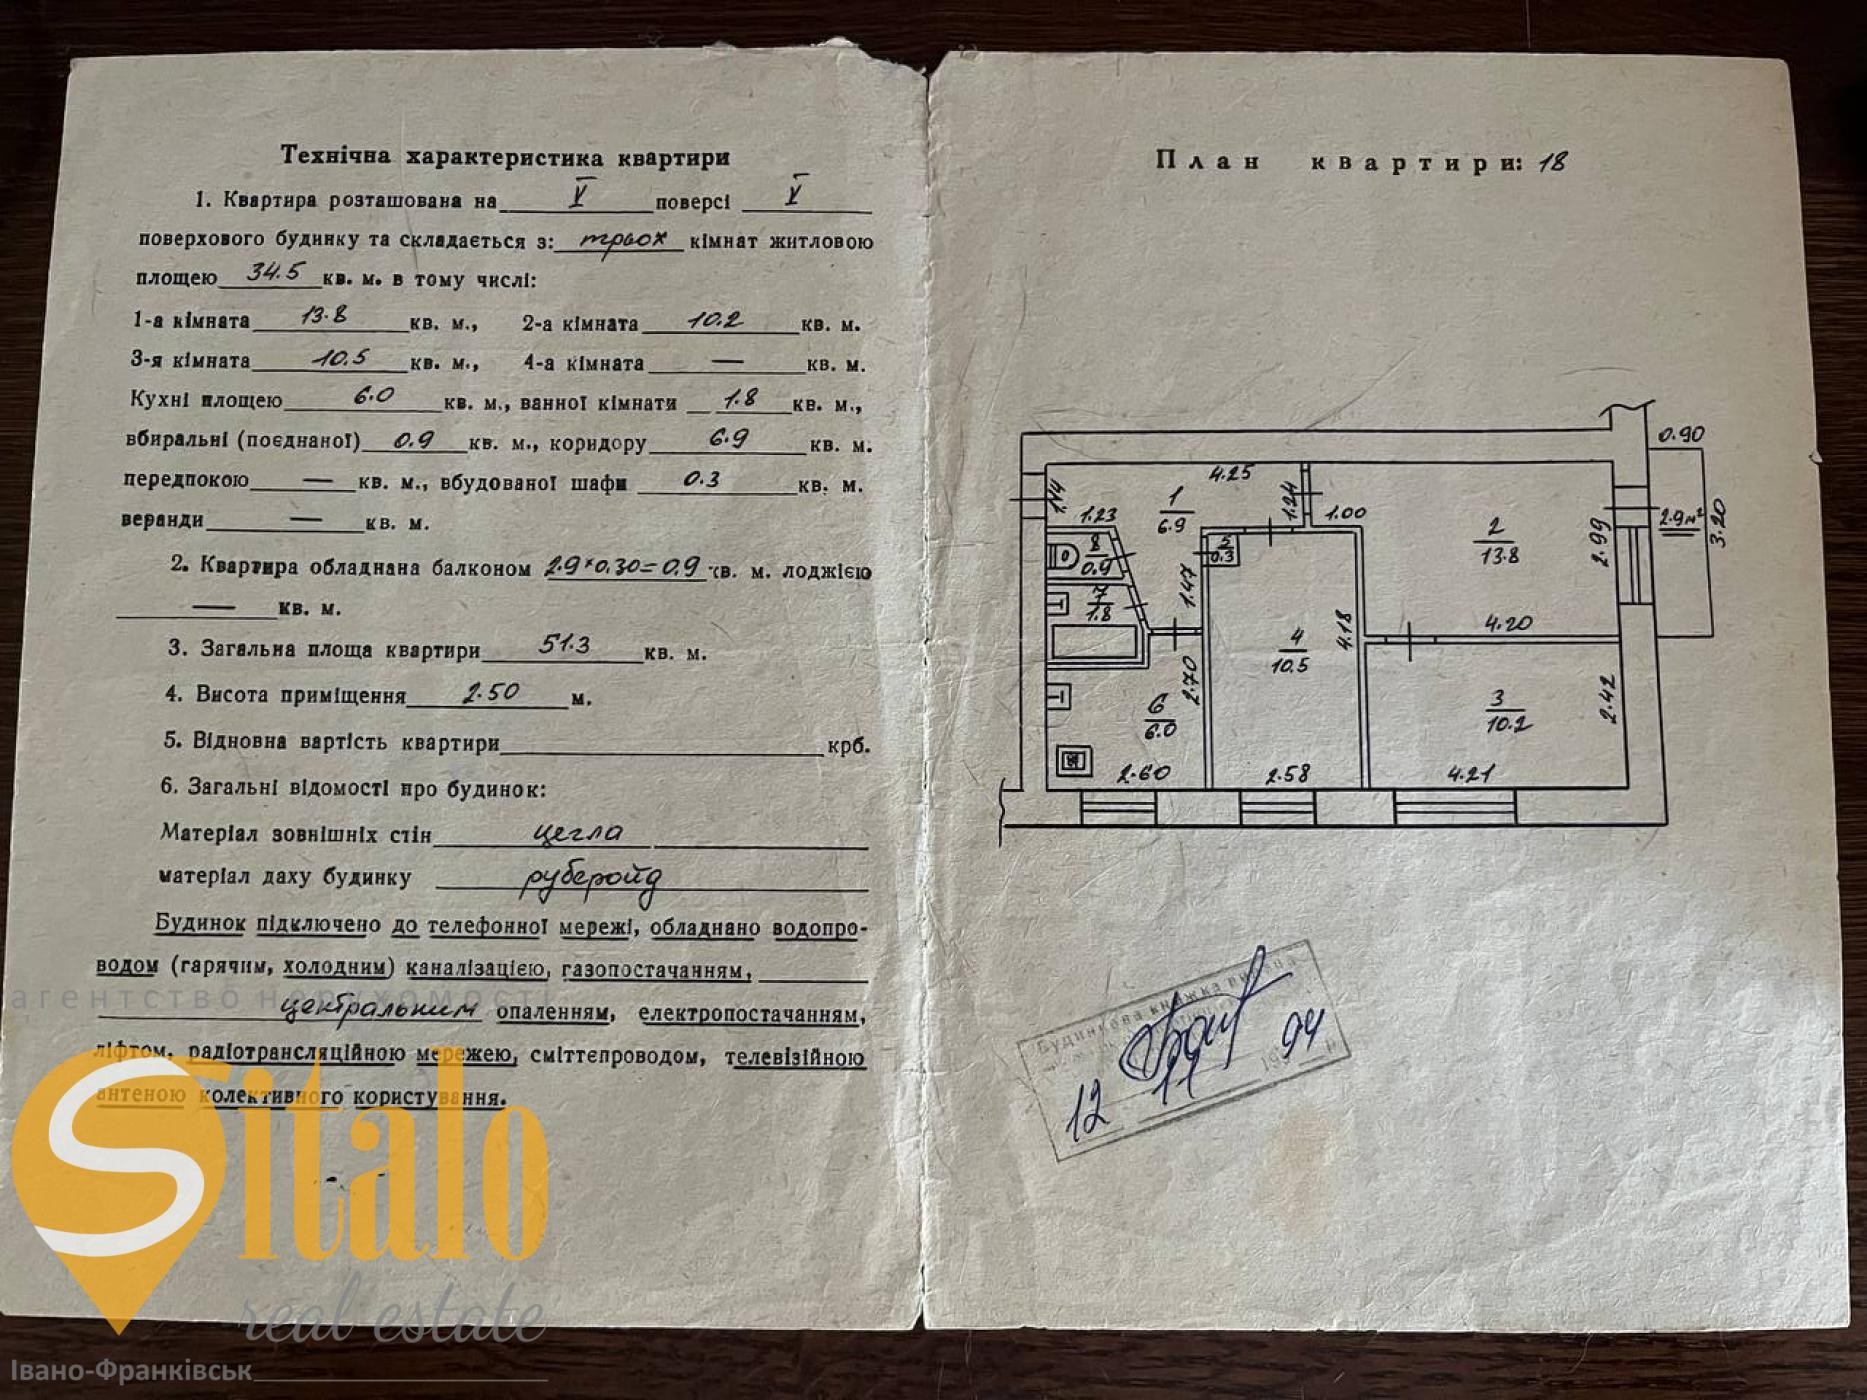 Технічна характеристика квартири
1. Квартира розташована на V поверсі V
поверхового будинку та складається з: трьох кімнат житловою
площею 34.5 кв. м. в тому числі:
1-а кімната 13.8 кв. м., 2-а кімната 10.2 кв. м.
3-я кімната 10.5 кв. м., 4-а кімната — кв. м.
Кухні площею 6.0 кв. м., ванної кімнати 1.8 кв. м.,
вбиральні (поєднаної) 0.9 кв. м., коридору 6.9 кв. м.
передпокою — кв. м., вбудованої шафи 0.3 кв. м.
веранди — кв. м.
2. Квартира обладнана балконом 2.9*0.30=0.9 кв. м. лоджією
— кв. м.
3. Загальна площа квартири 51.3 кв. м.
4. Висота приміщення 2.50 м.
5. Відновна вартість квартири крб.
6. Загальні відомості про будинок:
Матеріал зовнішніх стін цегла
матеріал даху будинку руберойд
Будинок підключено до телефонної мережі, обладнано водопро-
водом (гарячим, холодним) каналізацією, газопостачанням,
центральним опаленням, електропостачанням,
ліфтом, радіотрансляційною мережею, сміттєпроводом, телевізійною
антеною колективного користування.
План квартири: 18
0.90
4.25
1.74
1
6.9
1.24
1.00
2
13.8
2.99
2.9м²
3.20
1.23
8
0.9
5
0.3
7
1.8
1.47
4.20
4
10.5
4.18
2.70
6
6.0
3
10.2
2.42
2.60
2.58
4.21
Будинкова книжка
12 11 94
агентство нерухомості
Sitalo
real estate
Івано-Франківськ